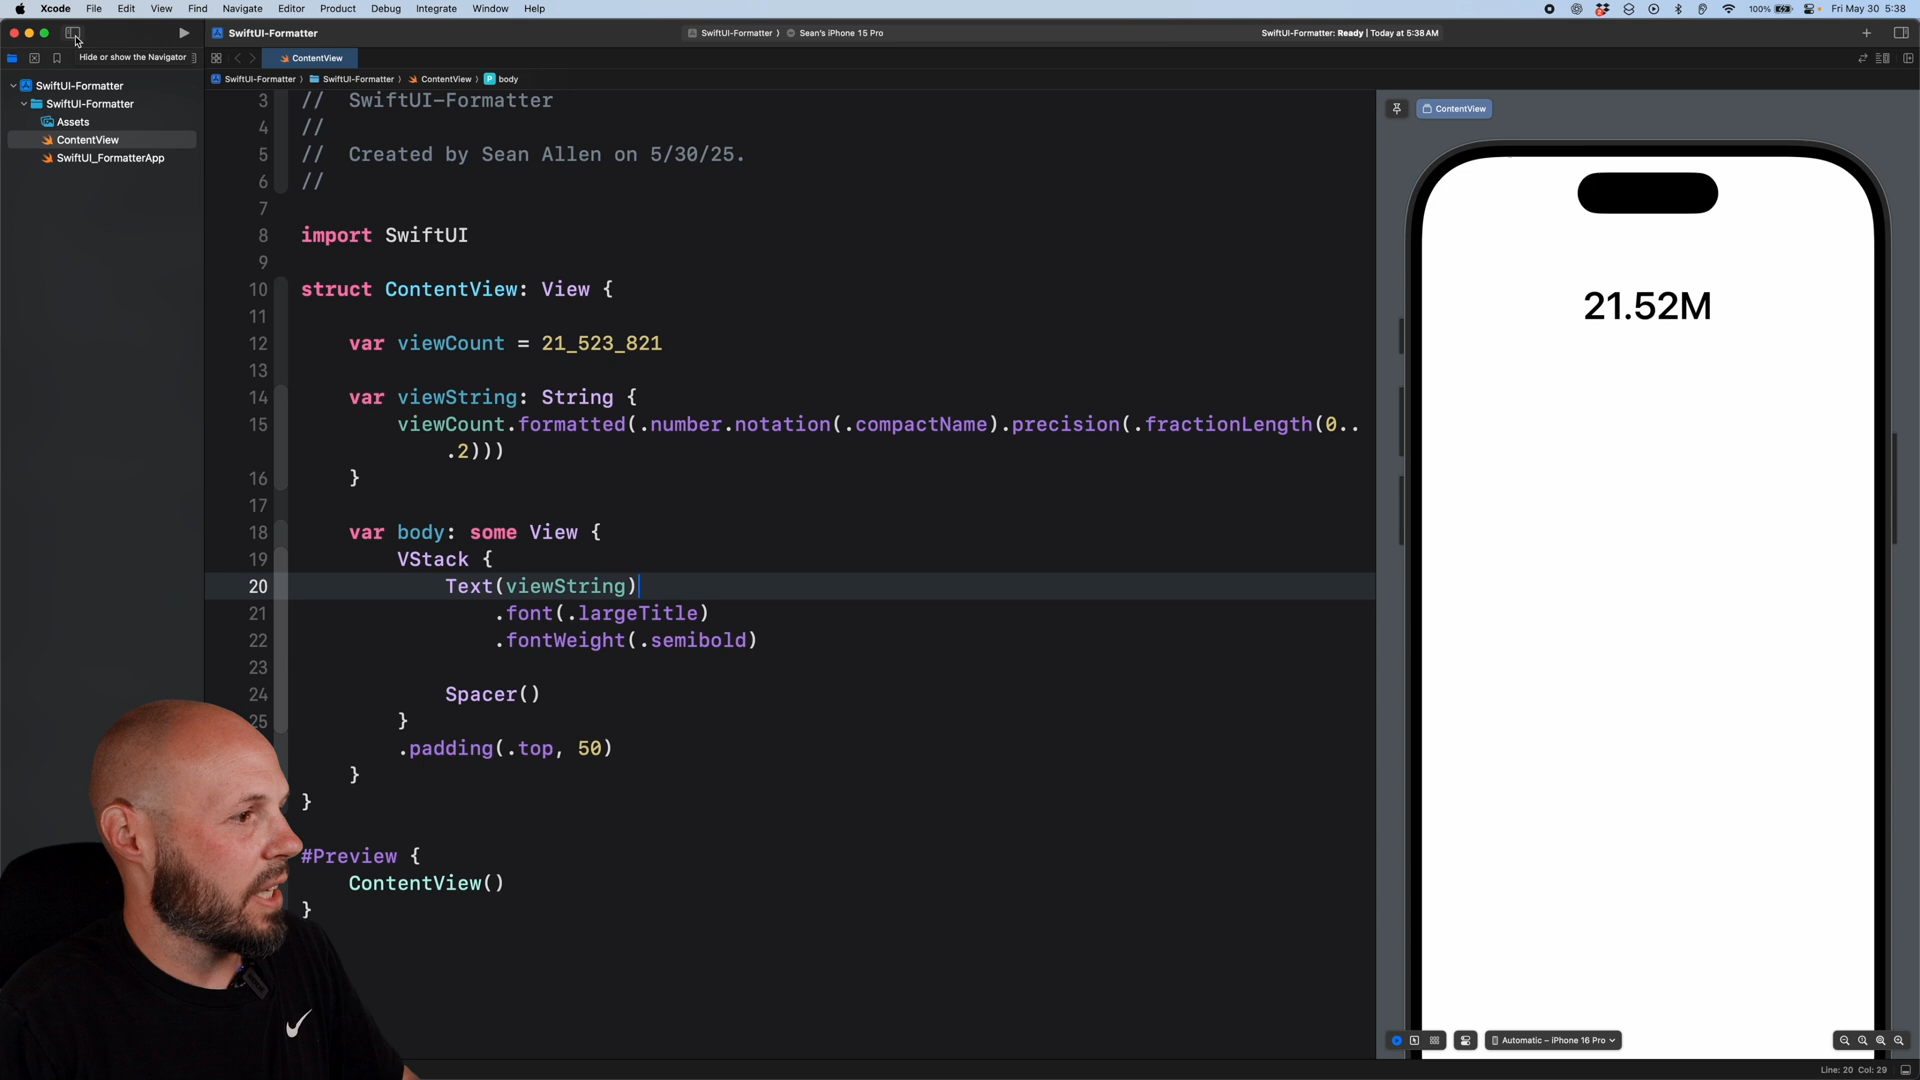 Xcode File Edit View Find Navigate Editor Product Debug Integrate Window Help 100% Fri May 30 5:38
SwiftUI-Formatter SwiftUI-Formatter 〉 Sean's iPhone 15 Pro SwiftUI-Formatter: Ready | Today at 5:38 AM
Hide or show the Navigator ContentView
SwiftUI-Formatter 〉 SwiftUI-Formatter 〉 ContentView 〉 P body
SwiftUI-Formatter
SwiftUI-Formatter
Assets
ContentView
SwiftUI_FormatterApp
3 //  SwiftUI-Formatter
4 //
5 //  Created by Sean Allen on 5/30/25.
6 //
7
8 import SwiftUI
9
10 struct ContentView: View {
11
12     var viewCount = 21_523_821
13
14     var viewString: String {
15         viewCount.formatted(.number.notation(.compactName).precision(.fractionLength(0..
.2)))
16     }
17
18     var body: some View {
19         VStack {
20             Text(viewString)
21                 .font(.largeTitle)
22                 .fontWeight(.semibold)
23
24             Spacer()
25         }
.padding(.top, 50)
}
}
#Preview {
ContentView()
}
ContentView
21.52M
Automatic – iPhone 16 Pro
Line: 20 Col: 29